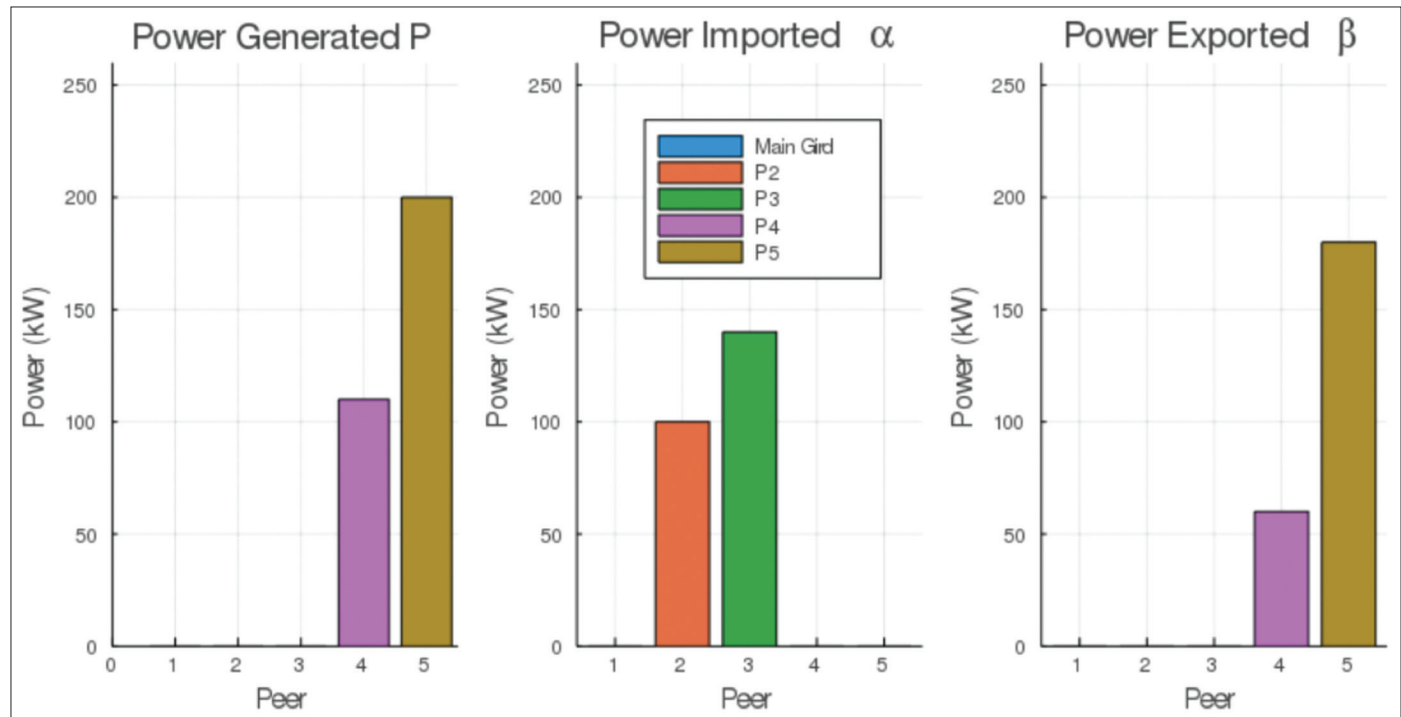 Power Generated P
Power (kW)
250
200
150
100
50
0
0 1 2 3 4 5
Peer
Power Imported α
Power (kW)
250
200
150
100
50
0
Main Gird
P2
P3
P4
P5
1 2 3 4 5
Peer
Power Exported β
Power (kW)
250
200
150
100
50
0
1 2 3 4 5
Peer